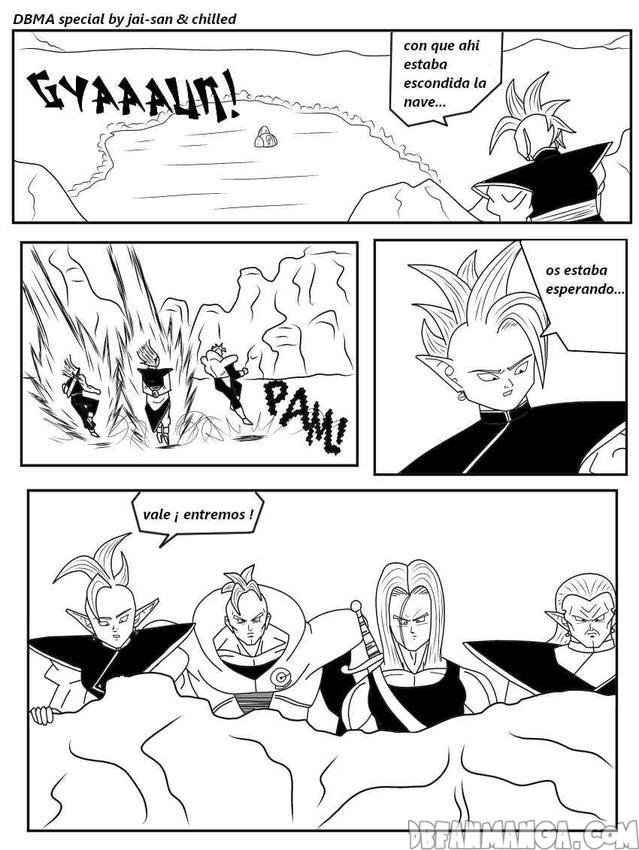 DBMA special by jai-san & chilled
con que ahi
estaba
escondida la
nave...
GYAAAUN!
os estaba
esperando...
PAM!
vale ¡ entremos !
DBFANMANGA.COM